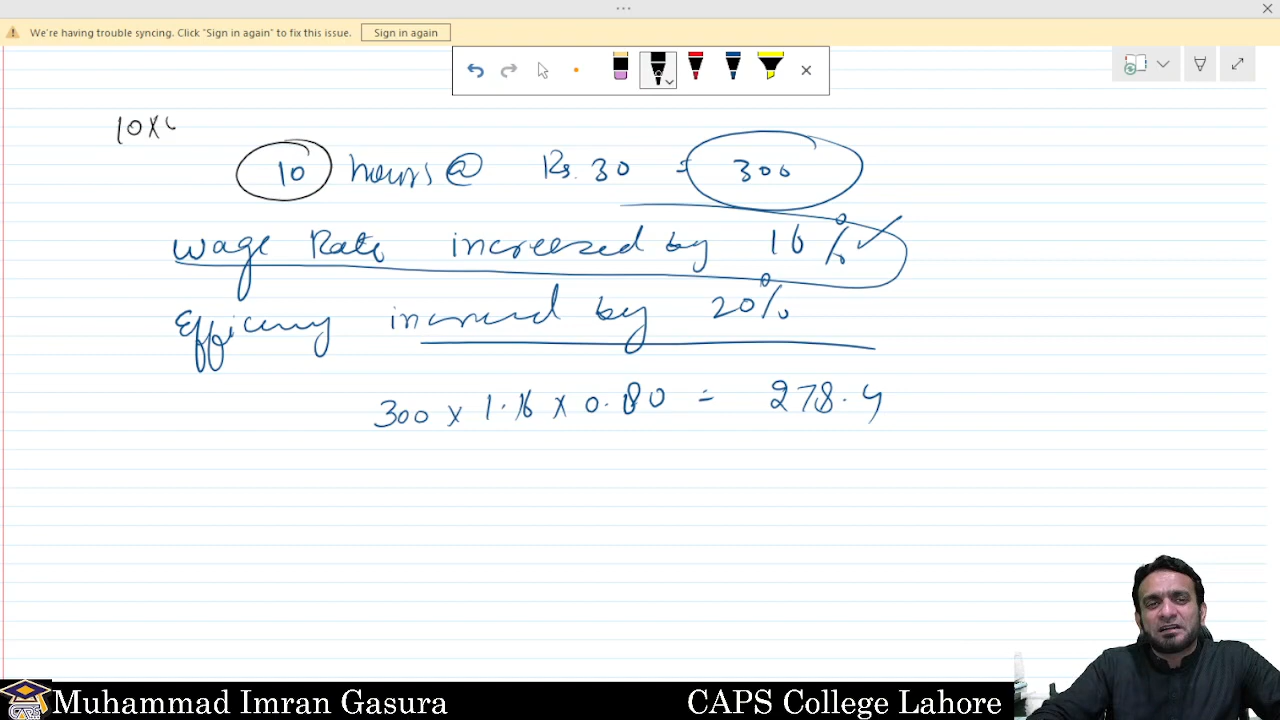 We're having trouble syncing. Click "Sign in again" to fix this issue. Sign in again
10x
10 hours @ Rs. 30 = 300
Wage Rate increased by 16%
Efficiency increased by 20%
300 x 1.16 x 0.80 = 278.4
Muhammad Imran Gasura CAPS College Lahore